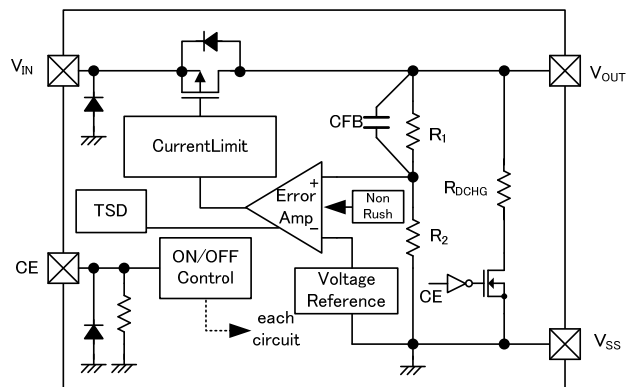 VIN
VOUT
CFB
R1
CurrentLimit
RDCHG
Error
Amp
+
−
Non
Rush
TSD
R2
CE
ON/OFF
Control
Voltage
Reference
CE
each
circuit
VSS